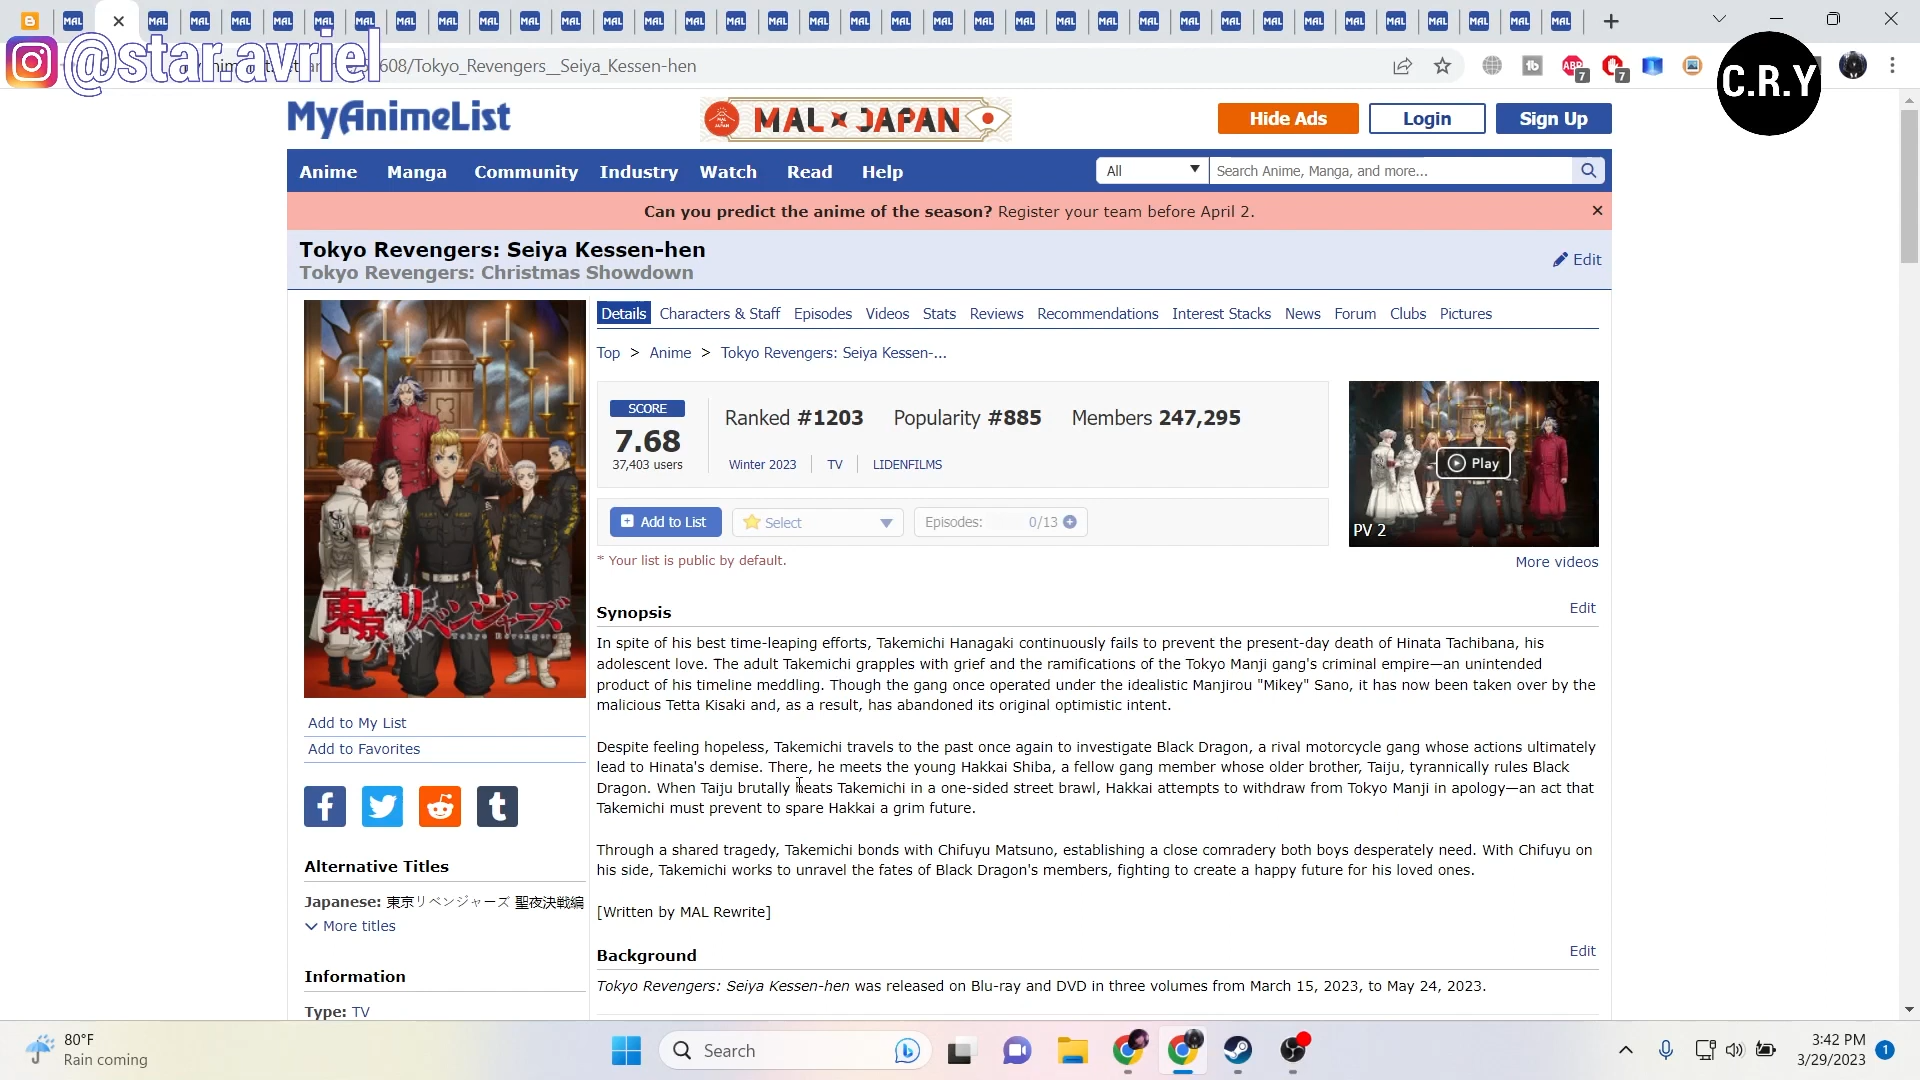 @star.avriel
608/Tokyo_Revengers__Seiya_Kessen-hen
7
7
C.R.Y
MyAnimeList
MAL x JAPAN
Hide Ads
Login
Sign Up
Anime Manga Community Industry Watch Read Help
All
Search Anime, Manga, and more...
Can you predict the anime of the season? Register your team before April 2.
Tokyo Revengers: Seiya Kessen-hen
Tokyo Revengers: Christmas Showdown
Edit
Details Characters & Staff Episodes Videos Stats Reviews Recommendations Interest Stacks News Forum Clubs Pictures
Top > Anime > Tokyo Revengers: Seiya Kessen-...
SCORE
7.68
37,403 users
Ranked #1203 Popularity #885 Members 247,295
Winter 2023 TV LIDENFILMS
Add to List
Select
Episodes: 0/13
* Your list is public by default.
Play
PV 2
More videos
東京リベンジャーズ
Tokyo Revengers
Synopsis
Edit
In spite of his best time-leaping efforts, Takemichi Hanagaki continuously fails to prevent the present-day death of Hinata Tachibana, his
adolescent love. The adult Takemichi grapples with grief and the ramifications of the Tokyo Manji gang's criminal empire—an unintended
product of his timeline meddling. Though the gang once operated under the idealistic Manjirou "Mikey" Sano, it has now been taken over by the
malicious Tetta Kisaki and, as a result, has abandoned its original optimistic intent.
Despite feeling hopeless, Takemichi travels to the past once again to investigate Black Dragon, a rival motorcycle gang whose actions ultimately
lead to Hinata's demise. There, he meets the young Hakkai Shiba, a fellow gang member whose older brother, Taiju, tyrannically rules Black
Dragon. When Taiju brutally beats Takemichi in a one-sided street brawl, Hakkai attempts to withdraw from Tokyo Manji in apology—an act that
Takemichi must prevent to spare Hakkai a grim future.
Through a shared tragedy, Takemichi bonds with Chifuyu Matsuno, establishing a close comradery both boys desperately need. With Chifuyu on
his side, Takemichi works to unravel the fates of Black Dragon's members, fighting to create a happy future for his loved ones.
[Written by MAL Rewrite]
Background
Edit
Tokyo Revengers: Seiya Kessen-hen was released on Blu-ray and DVD in three volumes from March 15, 2023, to May 24, 2023.
Add to My List
Add to Favorites
Alternative Titles
Japanese: 東京リベンジャーズ 聖夜決戦編
More titles
Information
Type: TV
80°F
Rain coming
Search
3:42 PM
3/29/2023
1